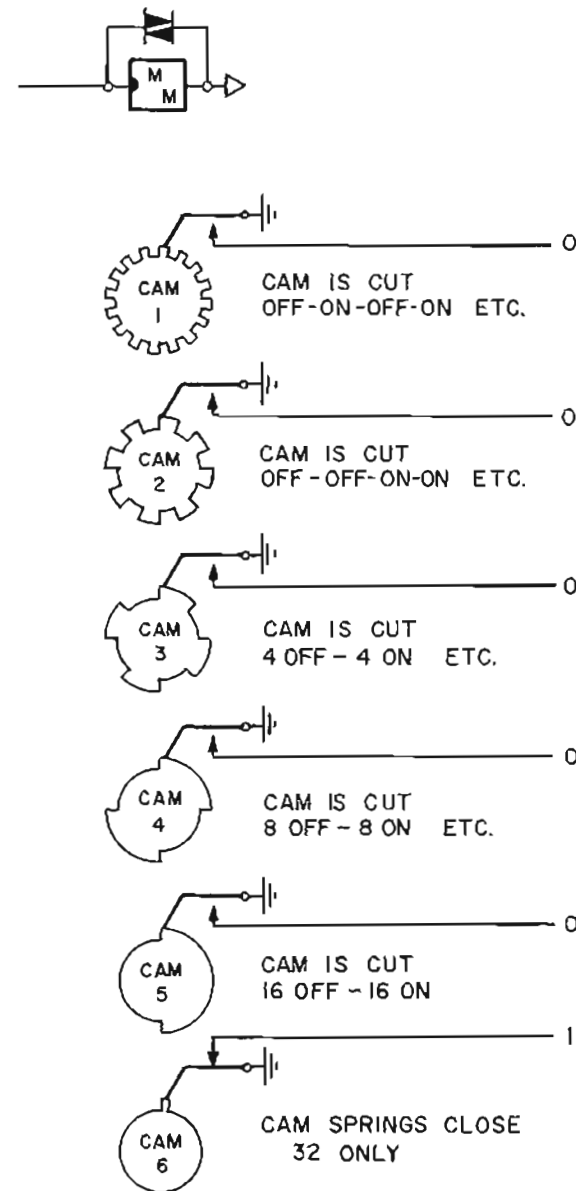 M
M
0
CAM
1
CAM IS CUT
OFF-ON-OFF-ON ETC.
0
CAM
2
CAM IS CUT
OFF-OFF-ON-ON ETC.
0
CAM
3
CAM IS CUT
4 OFF - 4 ON ETC.
0
CAM
4
CAM IS CUT
8 OFF - 8 ON ETC.
0
CAM
5
CAM IS CUT
16 OFF - 16 ON
1
CAM
6
CAM SPRINGS CLOSE
32 ONLY